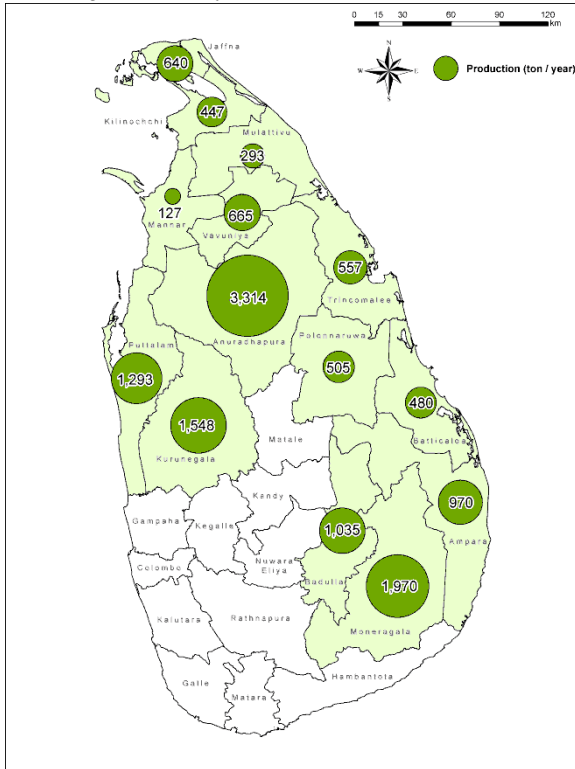 0 15 30 60 90 120
km
N
W E
S
Production (ton / year)
Jaffna
640
Kilinochchi
447
Mulattivu
293
127
Mannar
665
Vavuniya
557
Trincomalee
3,314
Anuradhapura
Polonnaruwa
505
Puttalam
1,293
480
Batticaloa
1,548
Kurunegala
Matale
Kandy
970
Ampara
Gampaha
Kegalle
1,035
Nuwara
Eliya
Colombo
Badulla
1,970
Moneragala
Kalutara
Rathnapura
Hambantota
Galle
Matara